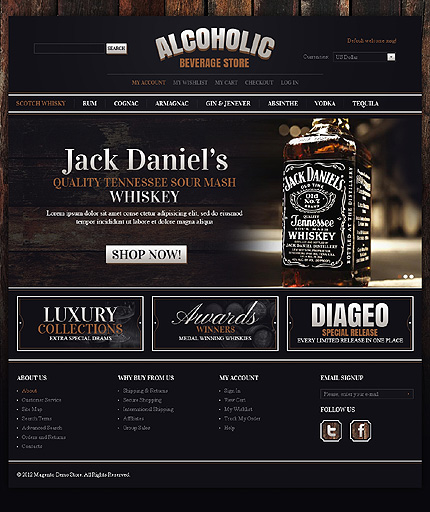 ALCOHOLIC
BEVERAGE STORE
SEARCH
Default welcome msg!
Currencies:
US Dollar
MY ACCOUNT MY WISHLIST MY CART CHECKOUT LOG IN
SCOTCH WHISKY RUM COGNAC ARMAGNAC GIN & JENEVER ABSINTHE VODKA TEQUILA
Jack Daniel's
QUALITY TENNESSEE SOUR MASH
WHISKEY
Lorem ipsum dolor sit amet conse ctetur adipisicing elit, sed do eiusmod
tempor incididunt ut labore et dolore magna aliqua
SHOP NOW!
JACK DANIEL'S
OLD TIME
Old
No.7
BRAND
QUALITY
Tennessee
SOUR MASH
WHISKEY
LUXURY
COLLECTIONS
EXTRA SPECIAL DRAMS
Awards
WINNERS
MEDAL WINNING WHISKIES
DIAGEO
SPECIAL RELEASE
EVERY LIMITED RELEASE IN ONE PLACE
ABOUT US
About
Customer Service
Site Map
Search Terms
Advanced Search
Orders and Returns
Contacts
WHY BUY FROM US
Shipping & Returns
Secure Shopping
International Shipping
Affiliates
Group Sales
MY ACCOUNT
Sign In
View Cart
My Wishlist
Track My Order
Help
EMAIL SIGNUP
Please, enter your e-mail
FOLLOW US
© 2012 Magento Demo Store. All Rights Reserved.